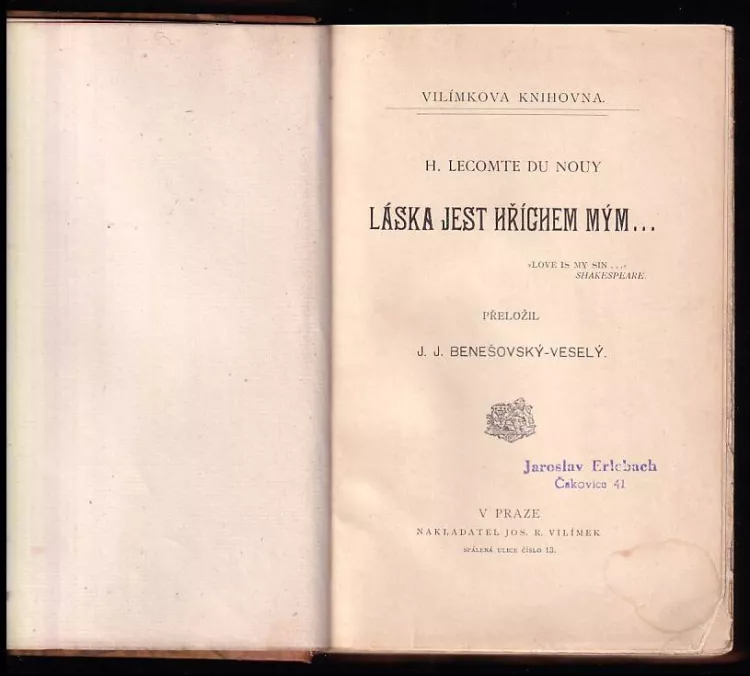 VILÍMKOVA KNIHOVNA.
H. LECOMTE DU NOUY
LÁSKA JEST HŘÍCHEM MÝM...
»LOVE IS MY SIN ...«
SHAKESPEARE.
PŘELOŽIL
J. J. BENEŠOVSKÝ-VESELÝ.
Jaroslav Erlebach
Čakovice 41
V PRAZE
NAKLADATEL JOS. R. VILÍMEK
SPÁLENÁ ULICE ČÍSLO 13.